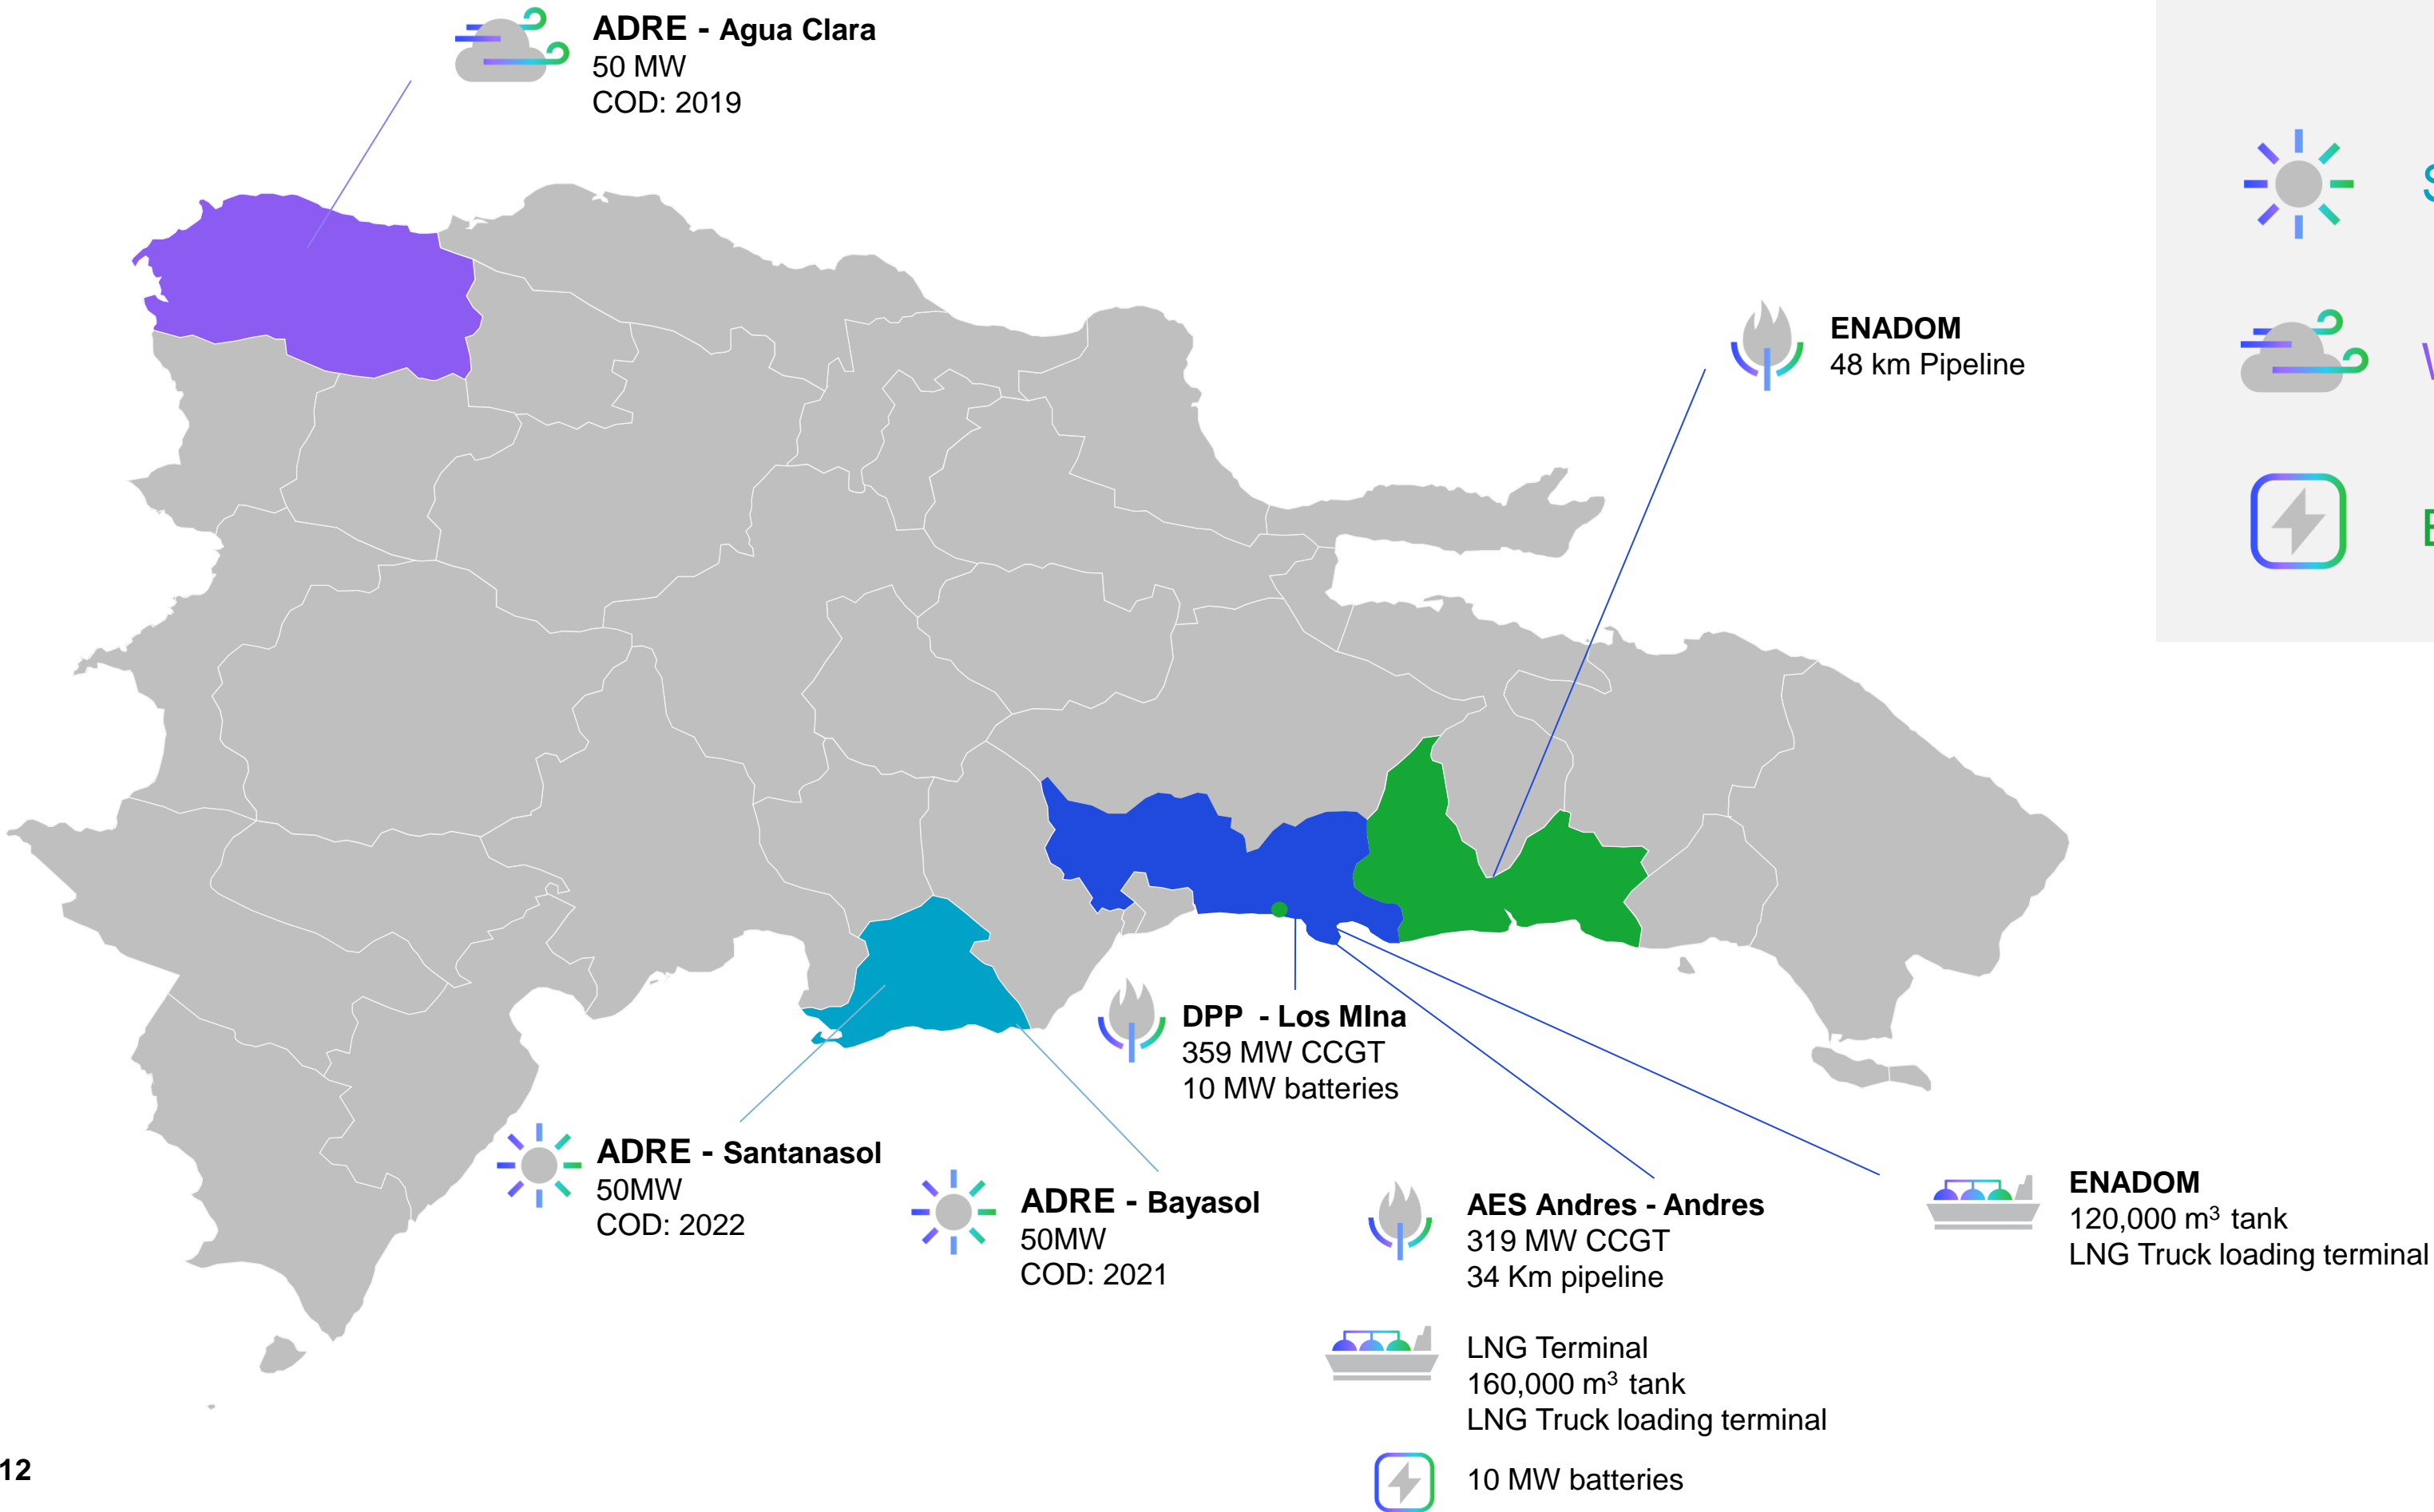 ADRE - Agua Clara
50 MW
COD: 2019
ENADOM
48 km Pipeline
DPP - Los MIna
359 MW CCGT
10 MW batteries
ADRE - Santanasol
50MW
COD: 2022
ADRE - Bayasol
50MW
COD: 2021
AES Andres - Andres
319 MW CCGT
34 Km pipeline
LNG Terminal
160,000 m³ tank
LNG Truck loading terminal
10 MW batteries
ENADOM
120,000 m³ tank
LNG Truck loading terminal
12